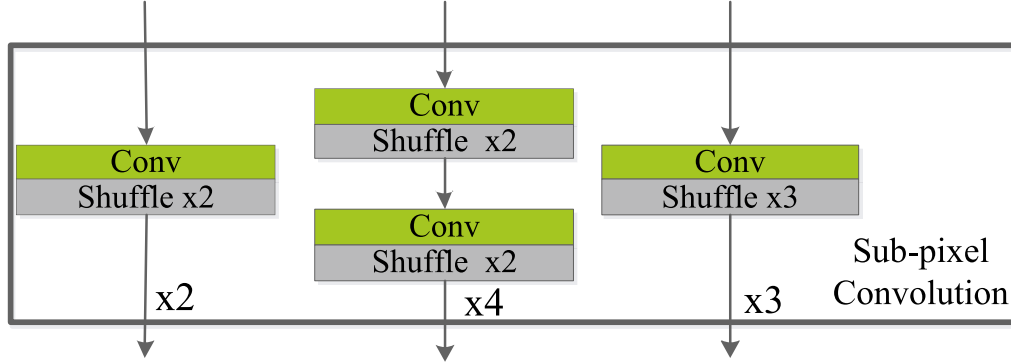 Conv
Shuffle x2
x2
Conv
Shuffle x2
Conv
Shuffle x2
x4
Conv
Shuffle x3
x3
Sub-pixel
Convolution